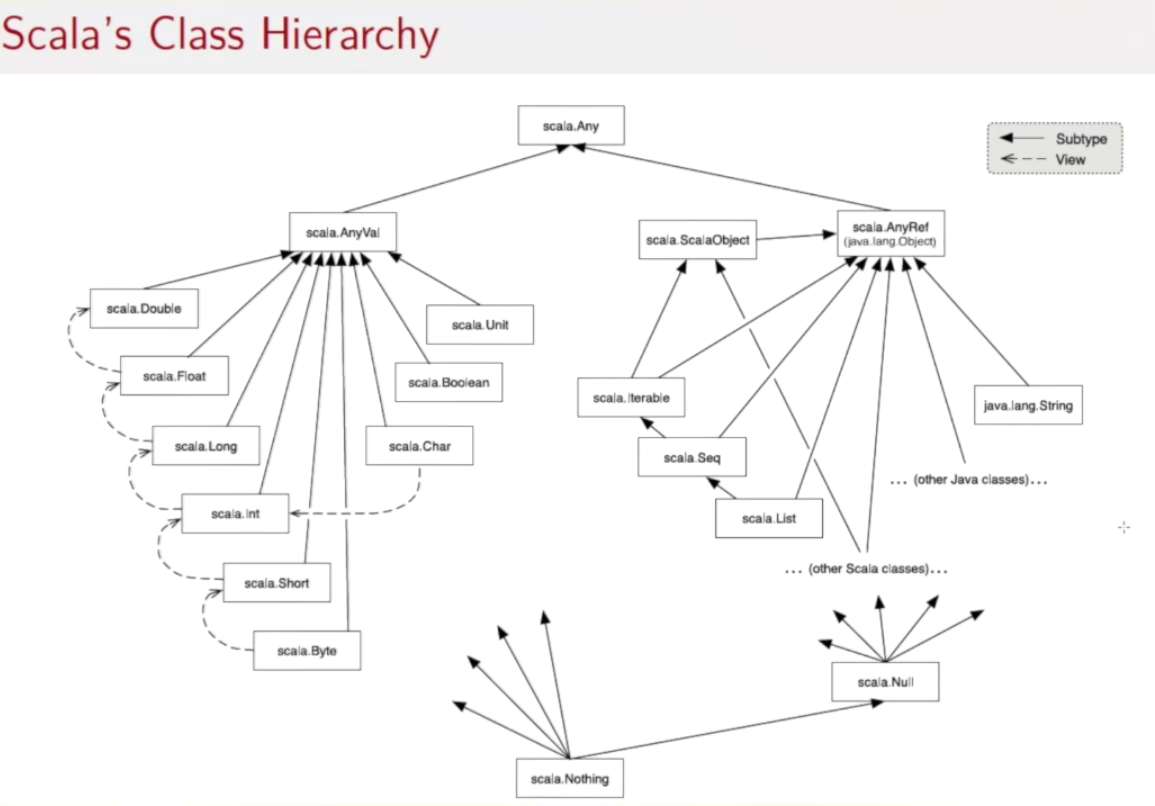 Scala's Class Hierarchy
scala.Any
Subtype
View
scala.AnyVal
scala.ScalaObject
scala.AnyRef
(java.lang.Object)
scala.Double
scala.Unit
scala.Float
scala.Boolean
scala.Iterable
java.lang.String
scala.Long
scala.Char
scala.Seq
... (other Java classes)...
scala.Int
scala.List
... (other Scala classes)...
scala.Short
scala.Byte
scala.Null
scala.Nothing